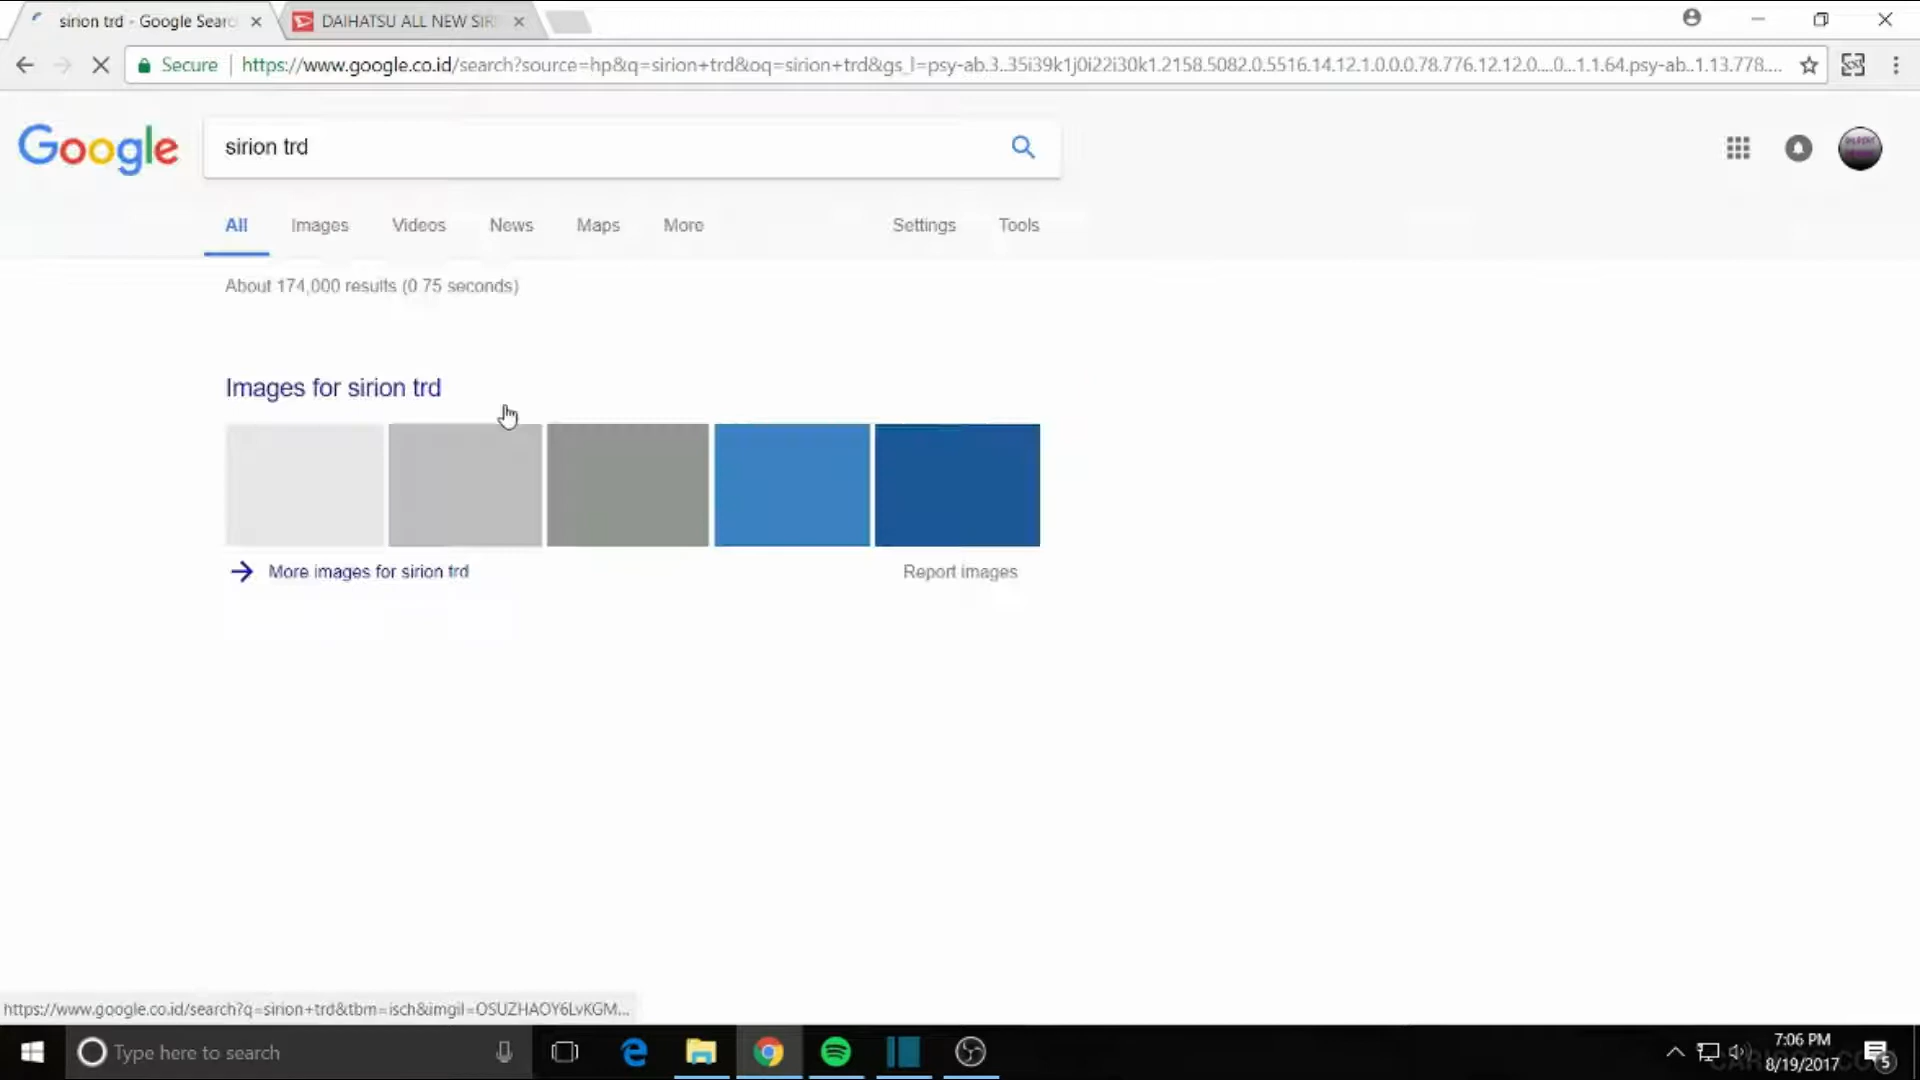 sirion trd - Google Searc
DAIHATSU ALL NEW SIR
Secure
https://www.google.co.id/search?source=hp&q=sirion+trd&oq=sirion+trd&gs_l=psy-ab.3..35i39k1j0i22i30k1.2158.5082.0.5516.14.12.1.0.0.0.78.776.12.12.0....0...1.1.64.psy-ab..1.13.778....
Google
sirion trd
All Images Videos News Maps More Settings Tools
About 174,000 results (0.75 seconds)
Images for sirion trd
More images for sirion trd
Report images
https://www.google.co.id/search?q=sirion+trd&tbm=isch&imgil=OSUZHAOY6LvKGM...
Type here to search
7:06 PM
8/19/2017
5